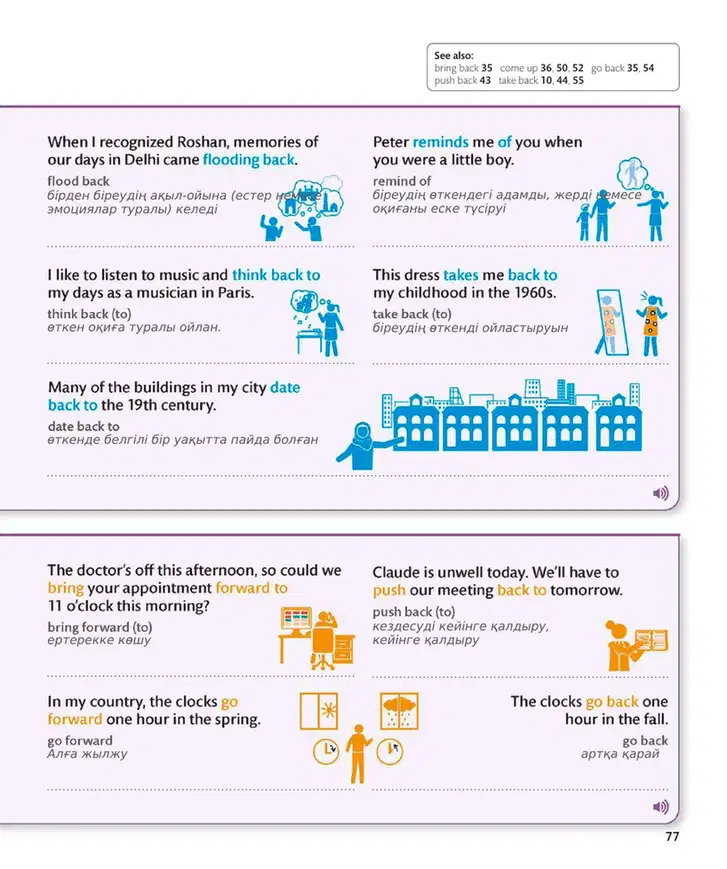 See also:
bring back 35 come up 36, 50, 52 go back 35, 54
push back 43 take back 10, 44, 55
When I recognized Roshan, memories of
our days in Delhi came flooding back.
flood back
бірден біреудің ақыл-ойына (естер немесе
эмоциялар туралы) келеді
Peter reminds me of you when
you were a little boy.
remind of
біреудің өткендегі адамды, жерді немесе
оқиғаны еске түсіруі
I like to listen to music and think back to
my days as a musician in Paris.
think back (to)
өткен оқиға туралы ойлан.
This dress takes me back to
my childhood in the 1960s.
take back (to)
біреудің өткенді ойластыруын
Many of the buildings in my city date
back to the 19th century.
date back to
өткенде белгілі бір уақытта пайда болған
The doctor's off this afternoon, so could we
bring your appointment forward to
11 o'clock this morning?
bring forward (to)
ертерекке көшу
Claude is unwell today. We'll have to
push our meeting back to tomorrow.
push back (to)
кездесуді кейінге қалдыру,
кейінге қалдыру
In my country, the clocks go
forward one hour in the spring.
go forward
Алға жылжу
The clocks go back one
hour in the fall.
go back
артқа қарай
77